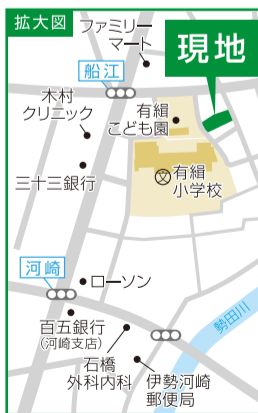 拡大図
ファミリー
マート
現地
船江
木村
クリニック
有緝
こども園
三十三銀行
有緝
小学校
文
河崎
ローソン
百五銀行
(河崎支店)
石橋
外科内科
伊勢河崎
郵便局
勢田川